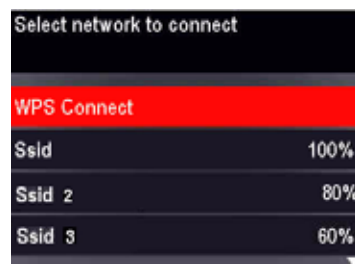 Select network to connect
WPS Connect
Ssid 100%
Ssid 2 80%
Ssid 3 60%